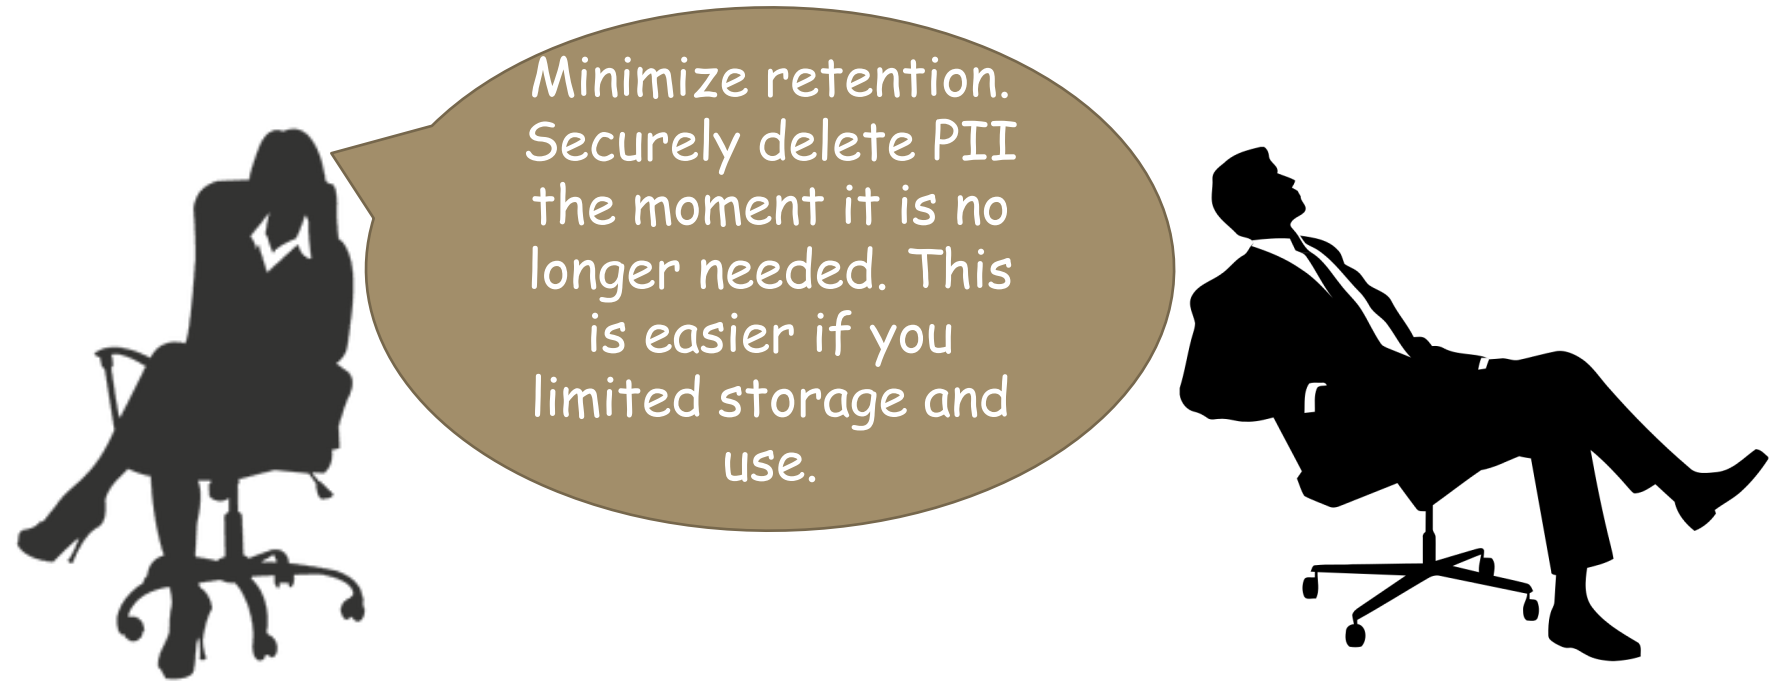 Minimize retention.
Securely delete PII
the moment it is no
longer needed. This
is easier if you
limited storage and
use.